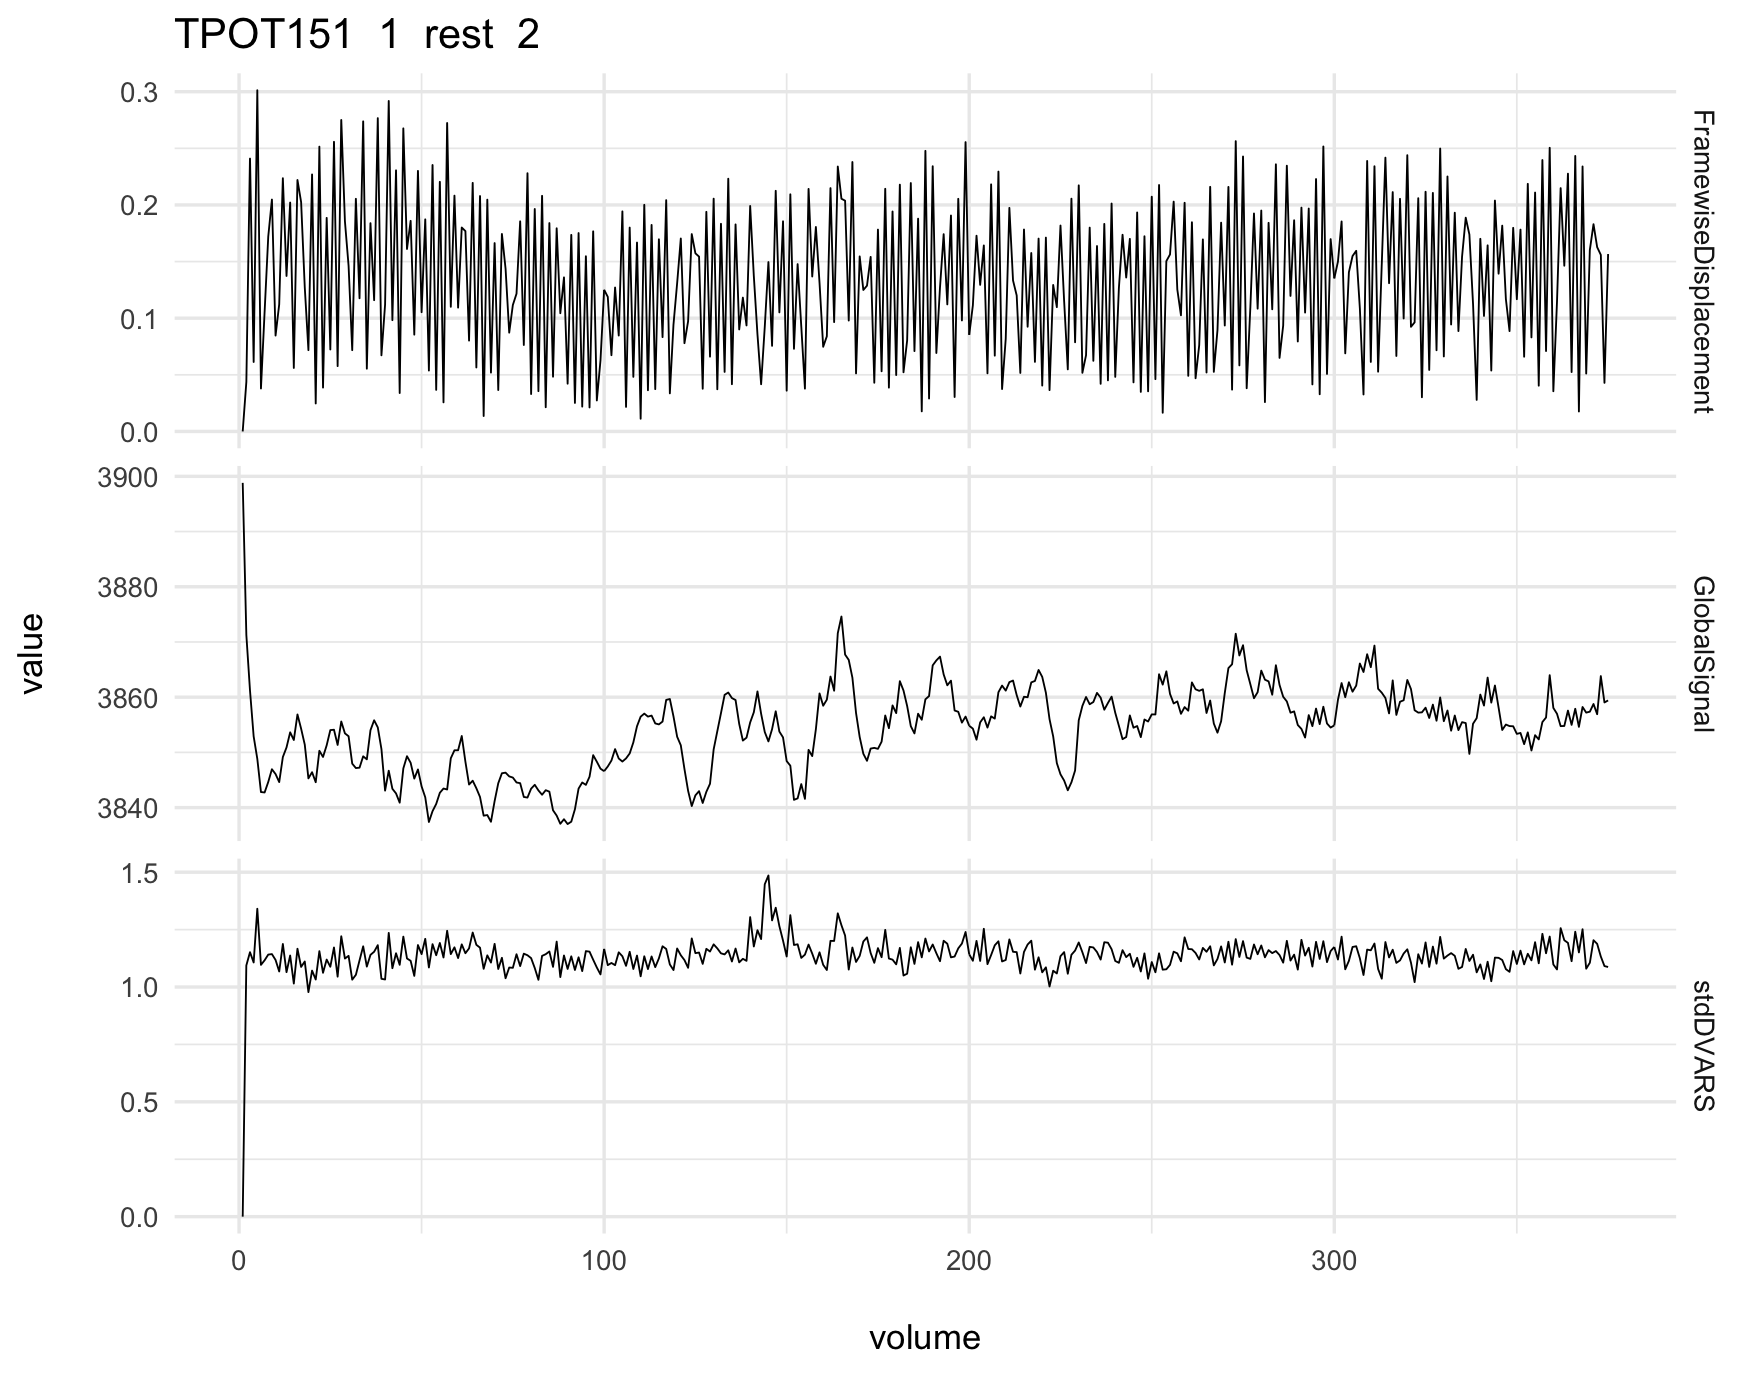 TPOT151 1 rest 2
0.3
0.2
0.1
0.0
FramewiseDisplacement
3900
3880
3860
3840
GlobalSignal
value
1.5
1.0
0.5
0.0
stdDVARS
0 100 200 300
volume